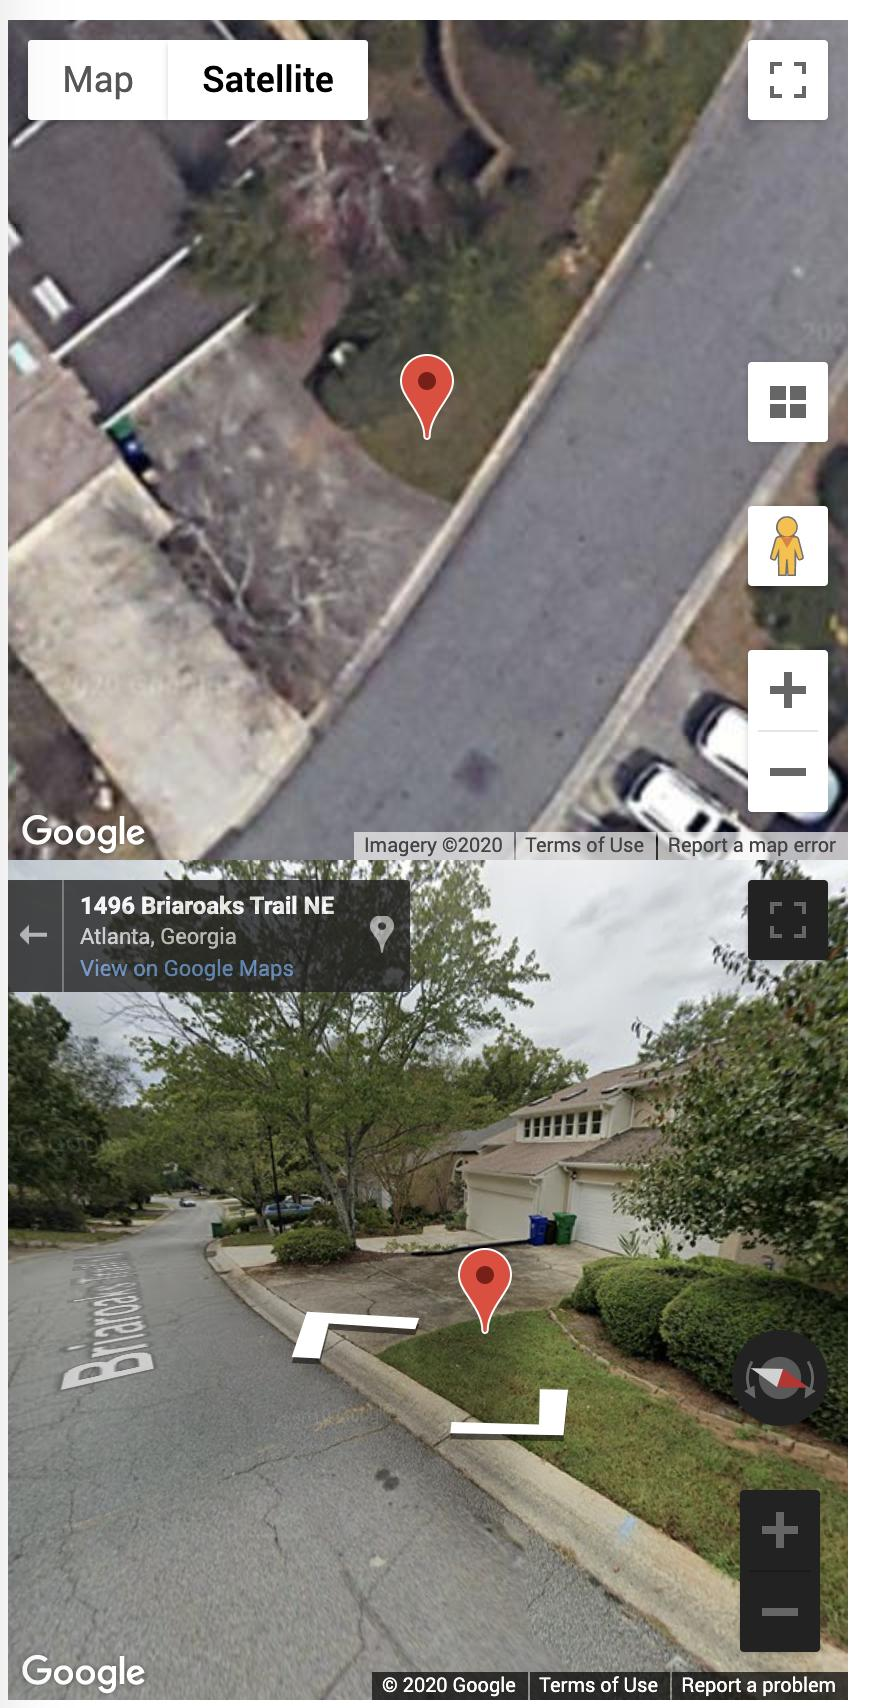 Map
Satellite
Google
Imagery ©2020
Terms of Use
Report a map error
1496 Briaroaks Trail NE
Atlanta, Georgia
View on Google Maps
Briaroaks Trail
Google
© 2020 Google
Terms of Use
Report a problem